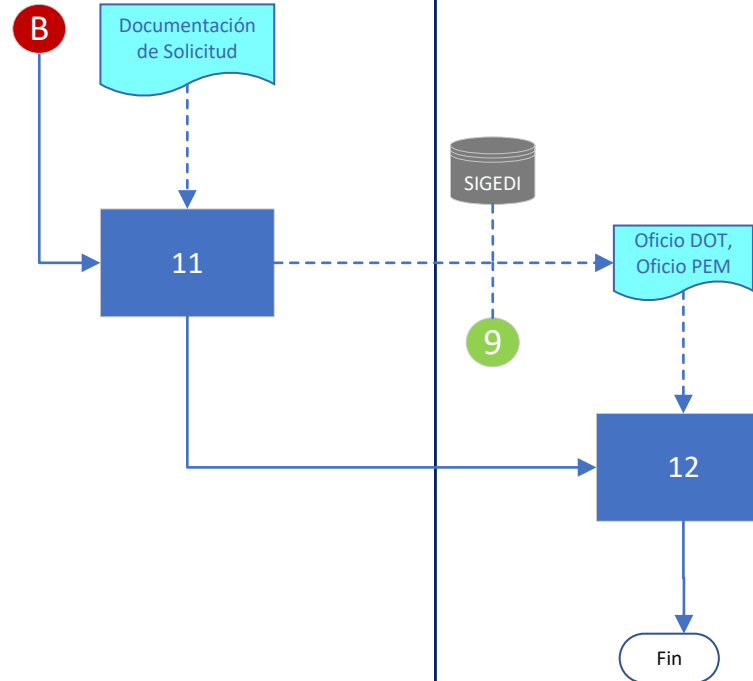 B
Documentación
de Solicitud
SIGEDI
11
Oficio DOT,
Oficio PEM
9
12
Fin